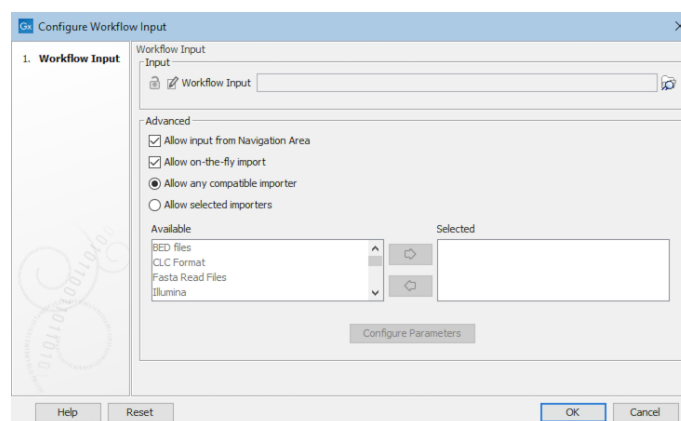 Gx Configure Workflow Input
1. Workflow Input
Workflow Input
Input
Workflow Input
Advanced
Allow input from Navigation Area
Allow on-the-fly import
Allow any compatible importer
Allow selected importers
Available Selected
BED files
CLC Format
Fasta Read Files
Illumina
Configure Parameters
Help Reset OK Cancel